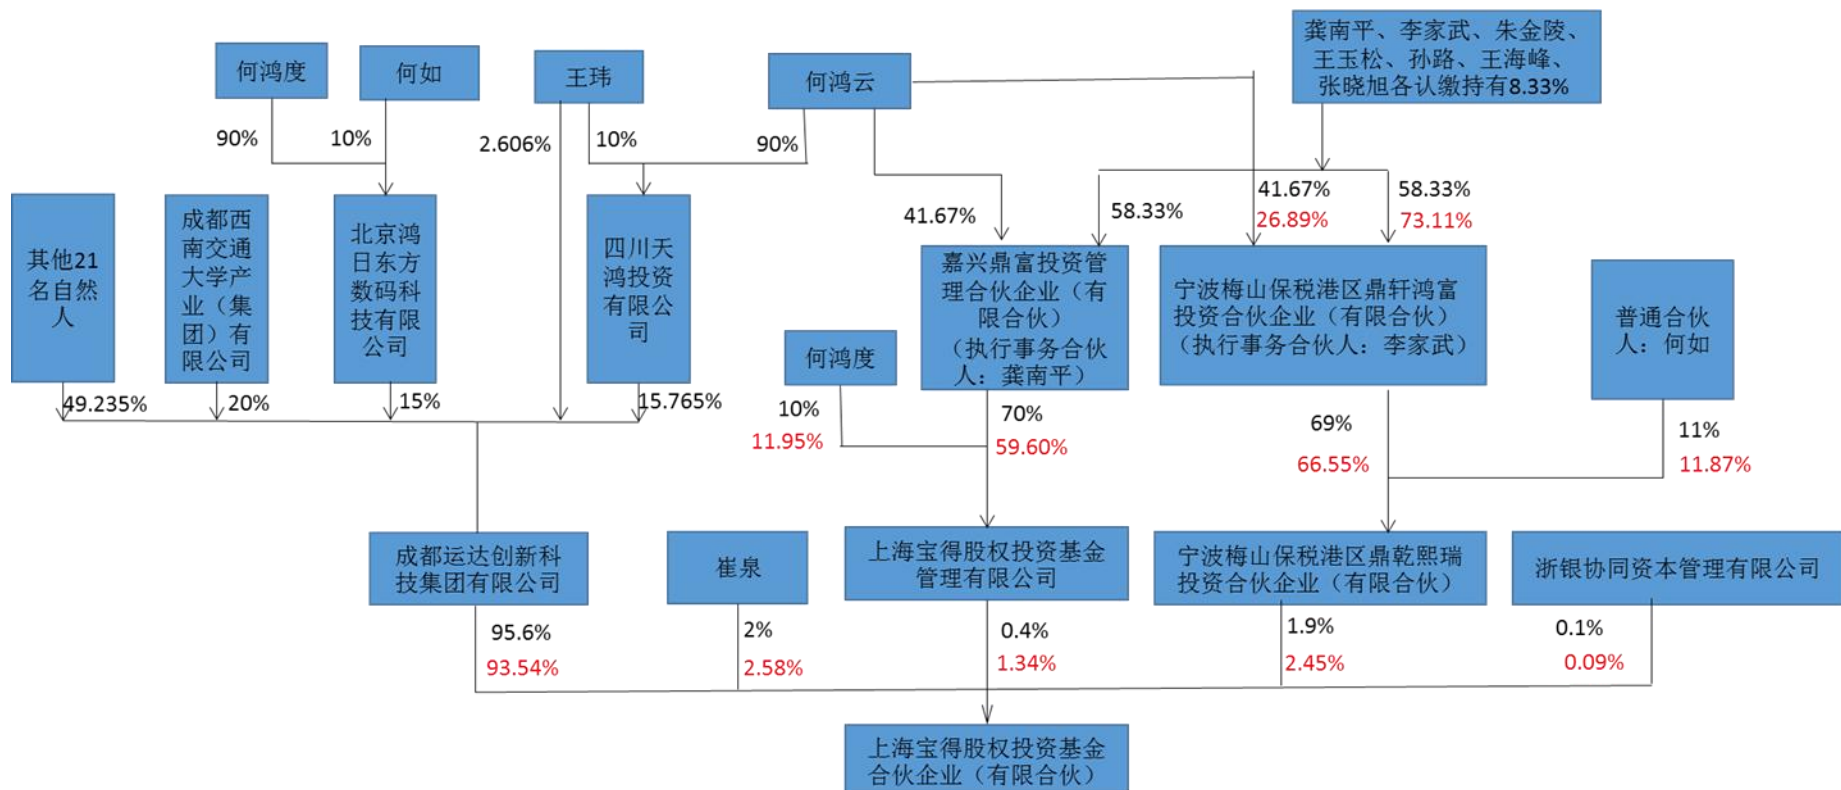 龚南平、李家武、朱金陵、
王玉松、孙路、王海峰、
张晓旭各认缴持有8.33%
何鸿度
何如
王玮
何鸿云
90%
10%
2.606%
10%
90%
41.67%
58.33%
41.67%
26.89%
58.33%
73.11%
其他21
名自然
人
成都西
南交通
大学产
业（集
团）有
限公司
北京鸿
日东方
数码科
技有限
公司
四川天
鸿投资
有限公
司
嘉兴鼎富投资管
理合伙企业（有
限合伙）
（执行事务合伙
人：龚南平）
宁波梅山保税港区鼎轩鸿富
投资合伙企业（有限合伙）
（执行事务合伙人：李家武）
普通合伙
人：何如
何鸿度
49.235%
20%
15%
15.765%
10%
11.95%
70%
59.60%
69%
66.55%
11%
11.87%
成都运达创新科
技集团有限公司
崔泉
上海宝得股权投资基金
管理有限公司
宁波梅山保税港区鼎乾熙瑞
投资合伙企业（有限合伙）
浙银协同资本管理有限公司
95.6%
93.54%
2%
2.58%
0.4%
1.34%
1.9%
2.45%
0.1%
0.09%
上海宝得股权投资基金
合伙企业（有限合伙）